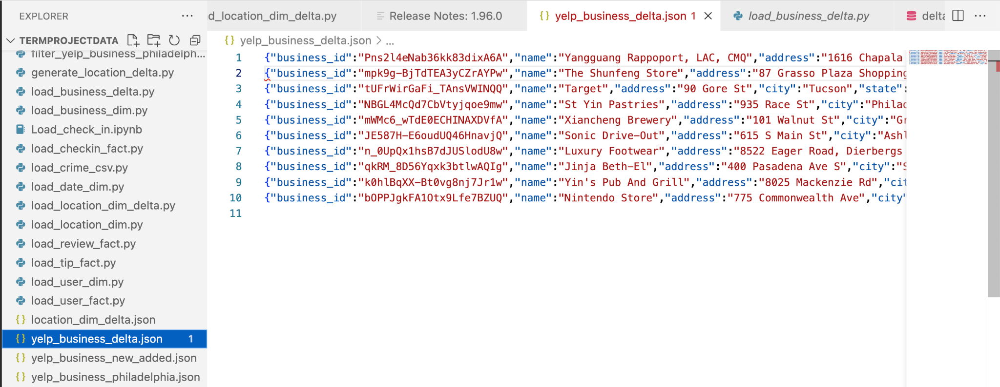 EXPLORER
TERMPROJECTDATA
filter_yelp_business_philadelph...
generate_location_delta.py
load_business_delta.py
load_business_dim.py
Load_check_in.ipynb
load_checkin_fact.py
load_crime_csv.py
load_date_dim.py
load_location_dim_delta.py
load_location_dim.py
load_review_fact.py
load_tip_fact.py
load_user_dim.py
load_user_fact.py
{} location_dim_delta.json
{} yelp_business_delta.json 1
{} yelp_business_new_added.json
{} yelp_business_philadelphia.json
d_location_dim_delta.py Release Notes: 1.96.0 {} yelp_business_delta.json 1 load_business_delta.py delta
{} yelp_business_delta.json > ...
1 {"business_id":"Pns2l4eNab36kk83dixA6A","name":"Yangguang Rappoport, LAC, CMQ","address":"1616 Chapala
2 {"business_id":"mpk9g-BjTdTEA3yCZrAYPw","name":"The Shunfeng Store","address":"87 Grasso Plaza Shopping
3 {"business_id":"tUFrWirGaFi_TAnsVWINQQ","name":"Target","address":"90 Gore St","city":"Tucson","state":
4 {"business_id":"NBGL4McQd7CbVtyjqoe9mw","name":"St Yin Pastries","address":"935 Race St","city":"Philad
5 {"business_id":"mWMc6_wTdE0ECHINAXDVfA","name":"Xiancheng Brewery","address":"101 Walnut St","city":"Gr
6 {"business_id":"JE587H-E6oudUQ46HnavjQ","name":"Sonic Drive-Out","address":"615 S Main St","city":"Ashl
7 {"business_id":"n_0UpQx1hsB7dJUSlodU8w","name":"Luxury Footwear","address":"8522 Eager Road, Dierbergs
8 {"business_id":"qkRM_8D56Yqxk3btlwAQIg","name":"Jinja Beth-El","address":"400 Pasadena Ave S","city":"S
9 {"business_id":"k0hlBqXX-Bt0vg8nj7Jr1w","name":"Yin's Pub And Grill","address":"8025 Mackenzie Rd","cit
10 {"business_id":"bOPPJgkFA1Otx9Lfe7BZUQ","name":"Nintendo Store","address":"775 Commonwealth Ave","city"
11